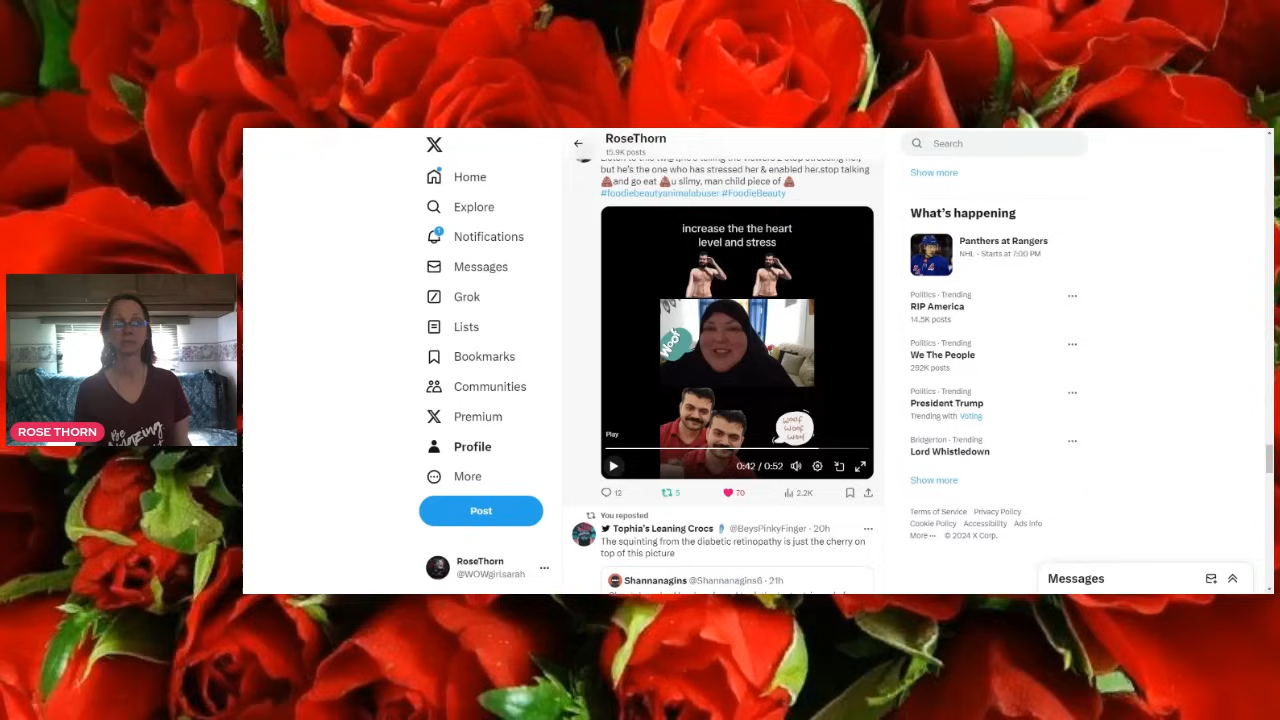 RoseThorn
15.9K posts
but he's the one who has stressed her & enabled her.stop talking
💩and go eat 💩u slimy, man child piece of 💩
#foodiebeautyanimalabuser #FoodieBeauty
increase the the heart
level and stress
Woof
woof
woof
woof
Play
0:42 / 0:52
12
5
70
2.2K
You reposted
Tophia's Leaning Crocs @BeysPinkyFinger · 20h
The squinting from the diabetic retinopathy is just the cherry on
top of this picture
Shannanagins @Shannanagins6 · 21h
Home
Explore
1
Notifications
Messages
Grok
Lists
Bookmarks
Communities
Premium
Profile
More
Post
RoseThorn
@WOWgirlsarah
Search
Show more
What's happening
Panthers at Rangers
NHL · Starts at 7:00 PM
Politics · Trending
RIP America
14.5K posts
Politics · Trending
We The People
292K posts
Politics · Trending
President Trump
Trending with Voting
Bridgerton · Trending
Lord Whistledown
Show more
Terms of Service Privacy Policy
Cookie Policy Accessibility Ads Info
More ··· © 2024 X Corp.
Messages
ROSE THORN
Be